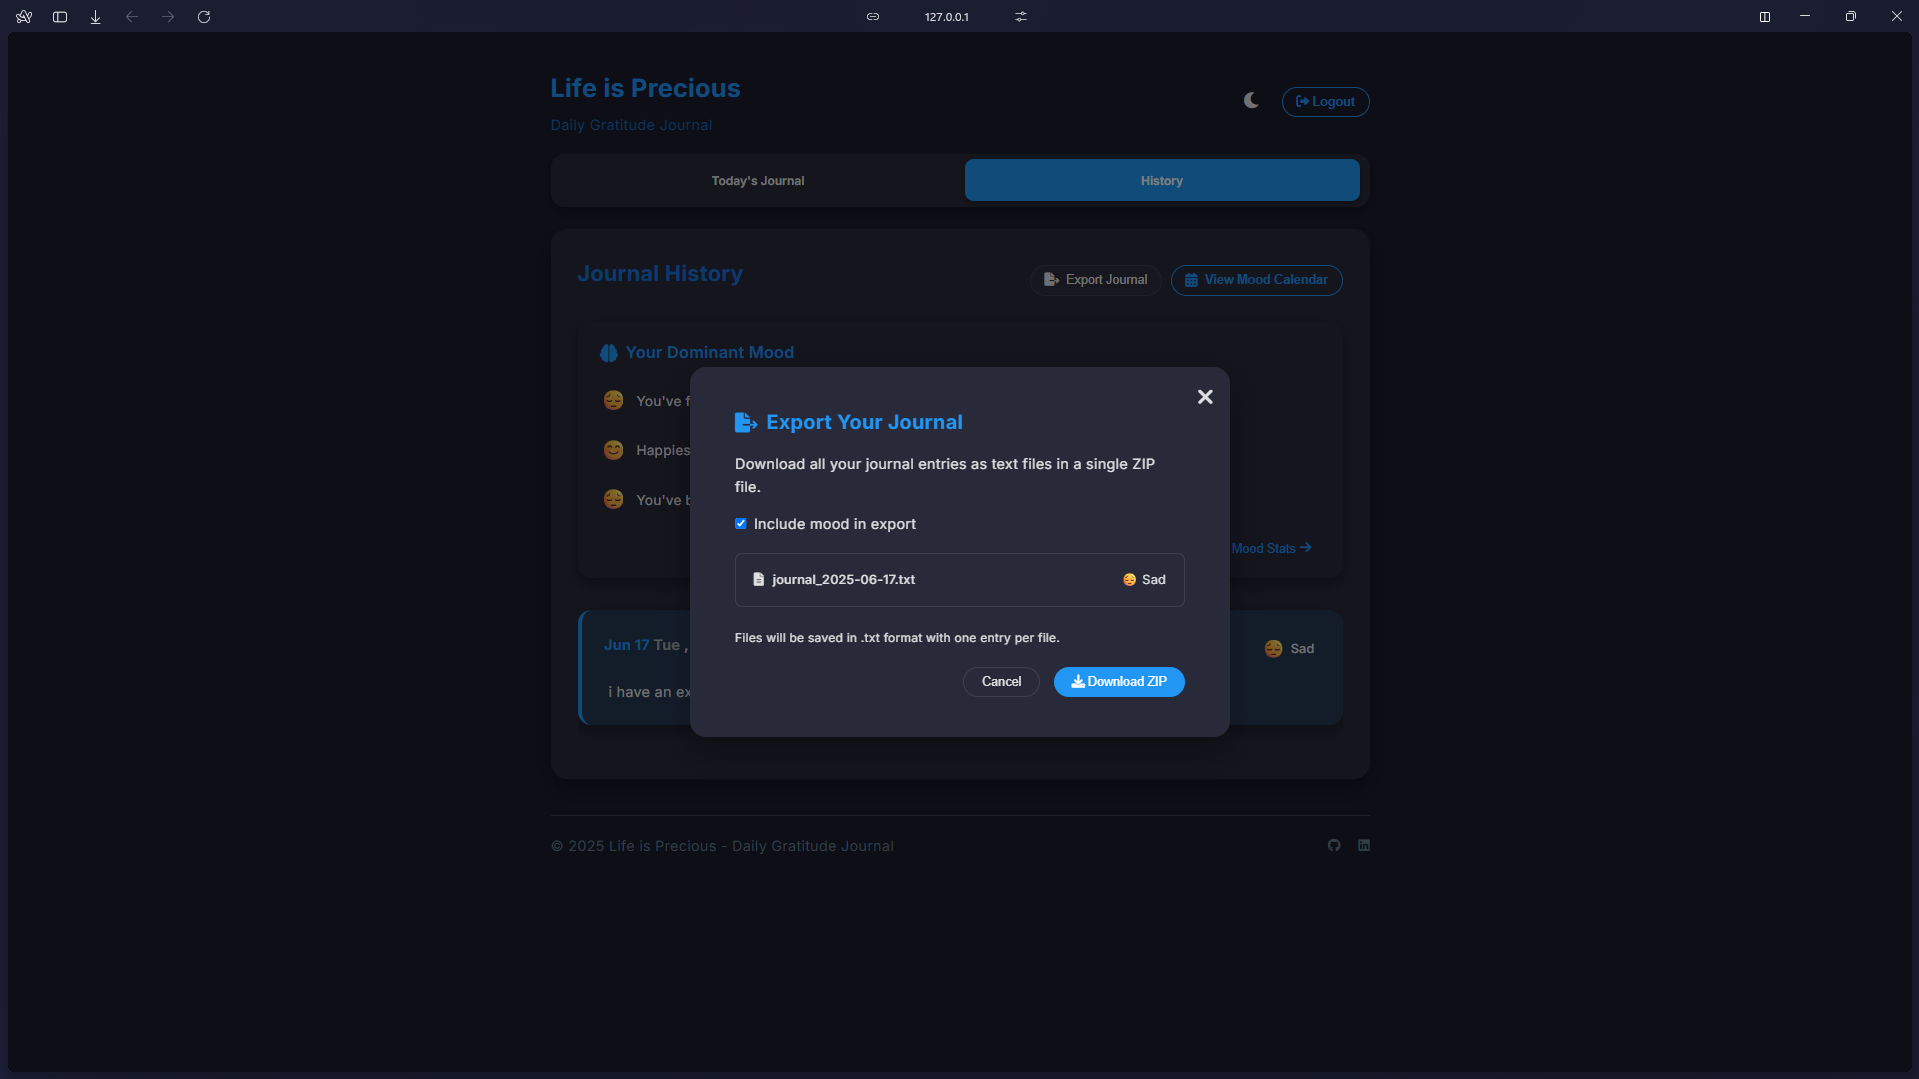 127.0.0.1
Life is Precious
Daily Gratitude Journal
Logout
Today's Journal
History
Journal History
Export Journal
View Mood Calendar
Your Dominant Mood
You've
Happies
You've
Mood Stats
Export Your Journal
Download all your journal entries as text files in a single ZIP
file.
Include mood in export
journal_2025-06-17.txt
Sad
Files will be saved in .txt format with one entry per file.
Cancel
Download ZIP
Jun 17 Tue ,
Sad
i have an ex
© 2025 Life is Precious - Daily Gratitude Journal